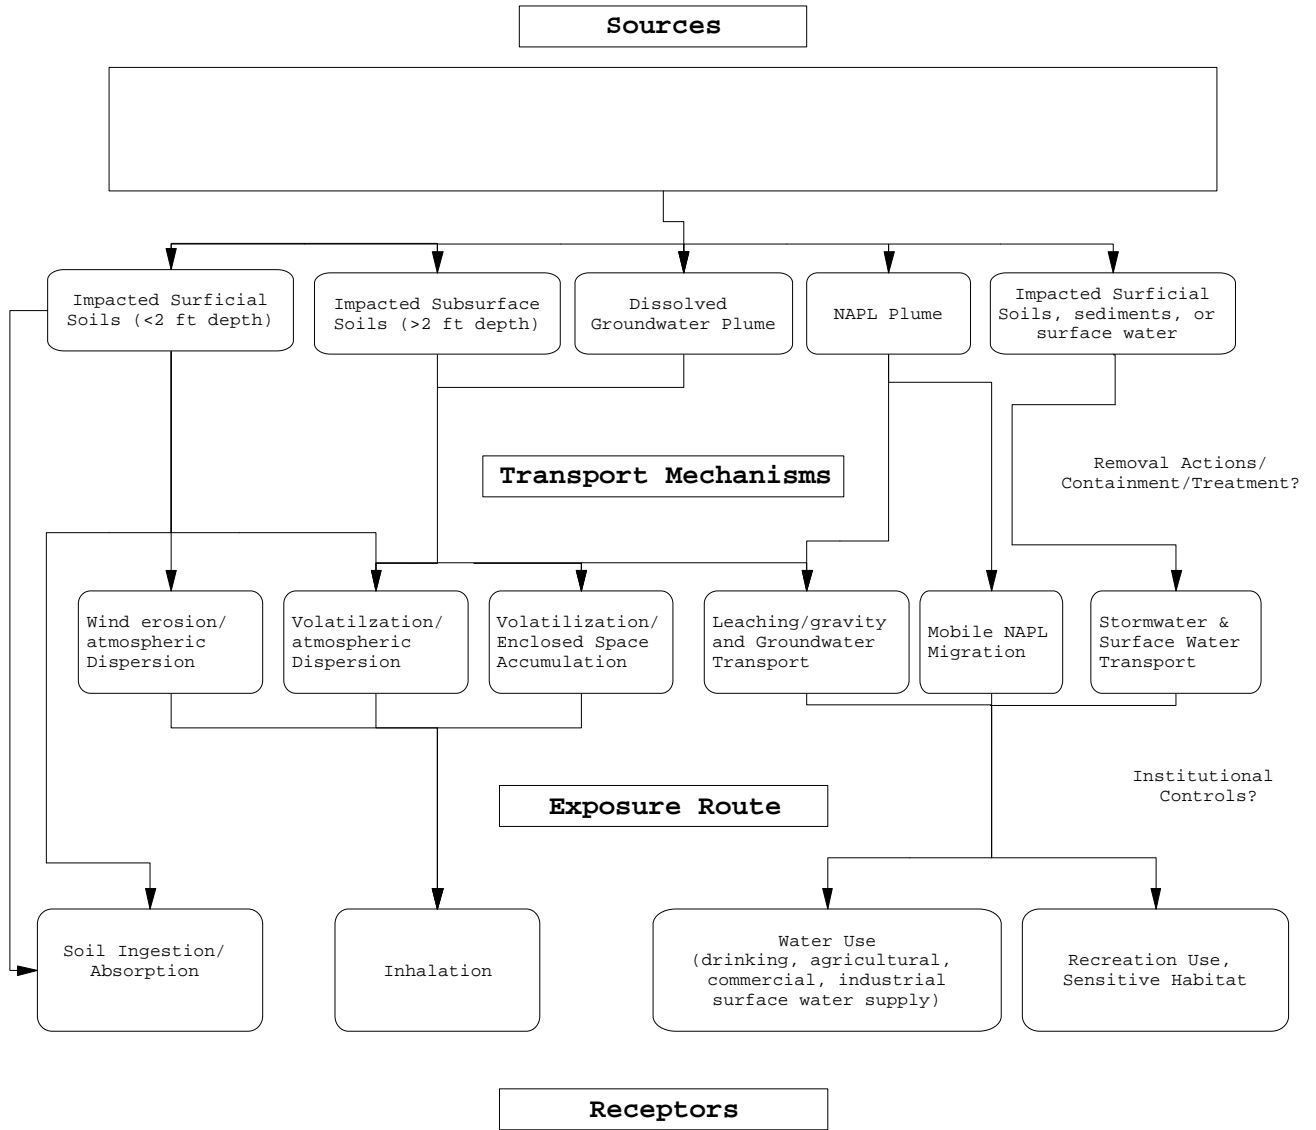 Sources
Impacted Surficial
Soils (<2 ft depth)
Impacted Subsurface
Soils (>2 ft depth)
Dissolved
Groundwater Plume
NAPL Plume
Impacted Surficial
Soils, sediments, or
surface water
Transport Mechanisms
Removal Actions/
Containment/Treatment?
Wind erosion/
atmospheric
Dispersion
Volatilzation/
atmospheric
Dispersion
Volatilization/
Enclosed Space
Accumulation
Leaching/gravity
and Groundwater
Transport
Mobile NAPL
Migration
Stormwater &
Surface Water
Transport
Institutional
Controls?
Exposure Route
Soil Ingestion/
Absorption
Inhalation
Water Use
(drinking, agricultural,
commercial, industrial
surface water supply)
Recreation Use,
Sensitive Habitat
Receptors